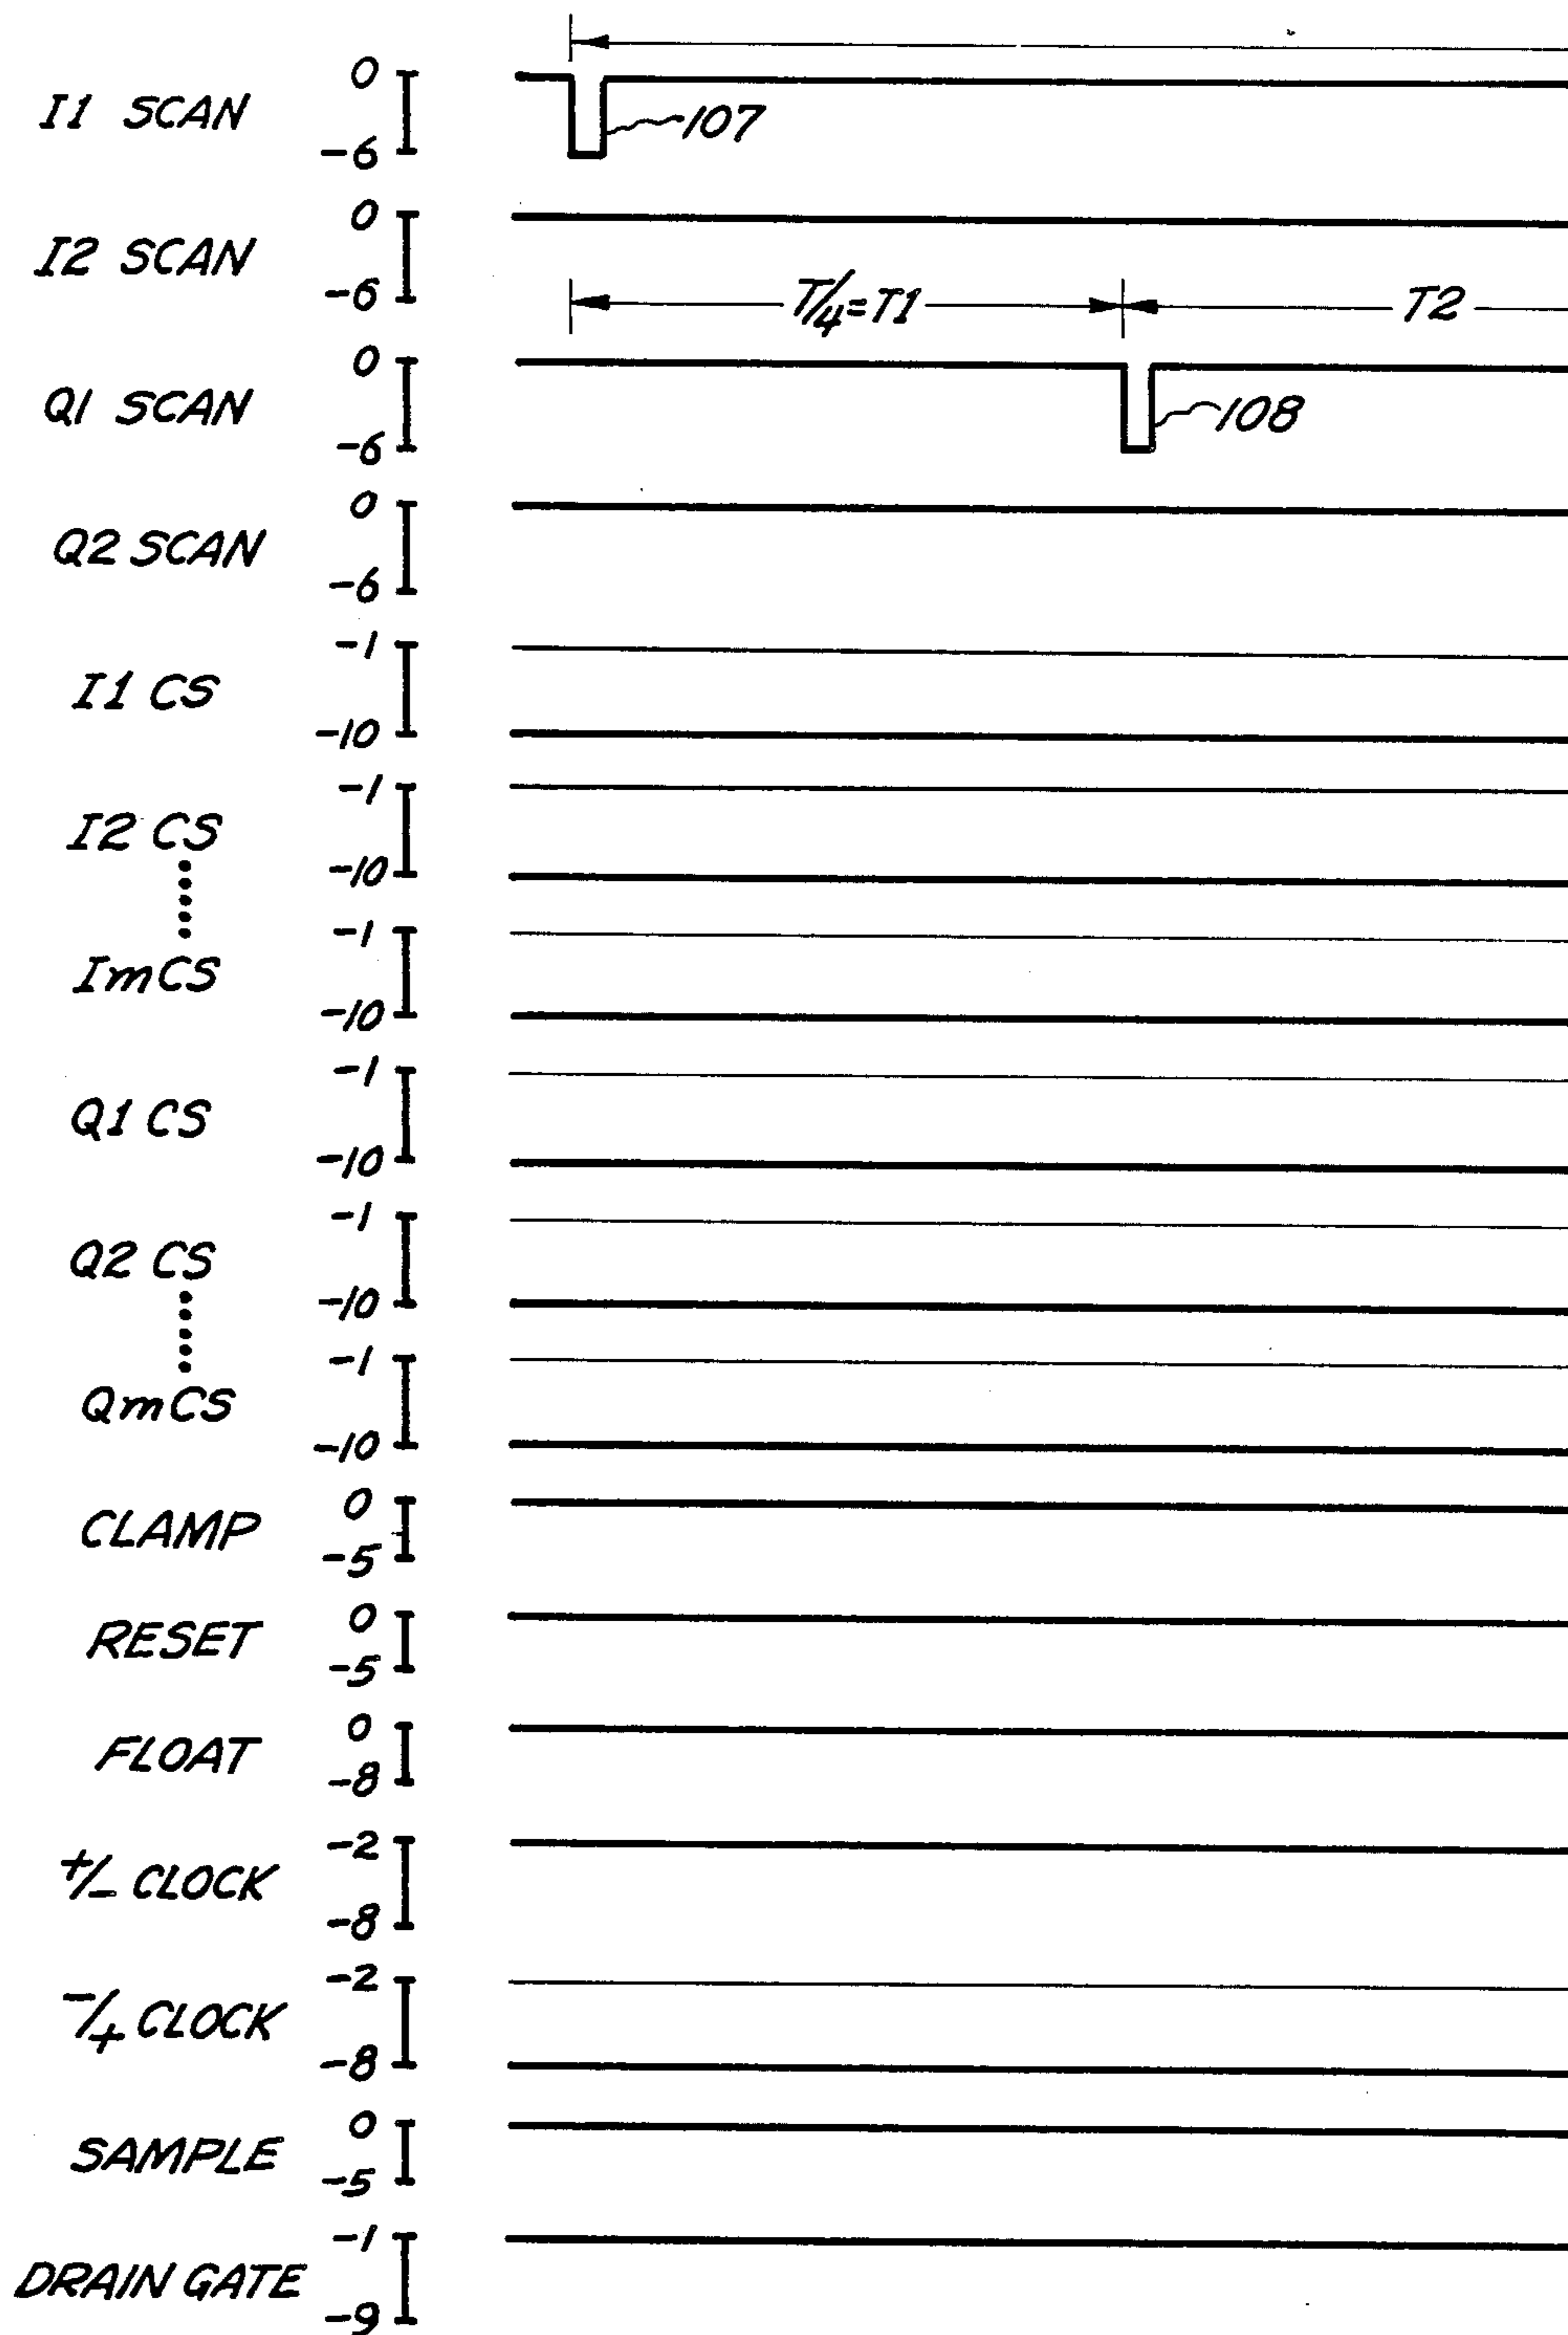 I1 SCAN 0 -6 107
I2 SCAN 0 -6
T/4=T1 T2
Q1 SCAN 0 -6 108
Q2 SCAN 0 -6
I1 CS -1 -10
I2 CS -1 -10
ImCS -1 -10
Q1 CS -1 -10
Q2 CS -1 -10
QmCS -1 -10
CLAMP 0 -5
RESET 0 -5
FLOAT 0 -8
+/- CLOCK -2 -8
-/+ CLOCK -2 -8
SAMPLE 0 -5
DRAIN GATE -1 -9